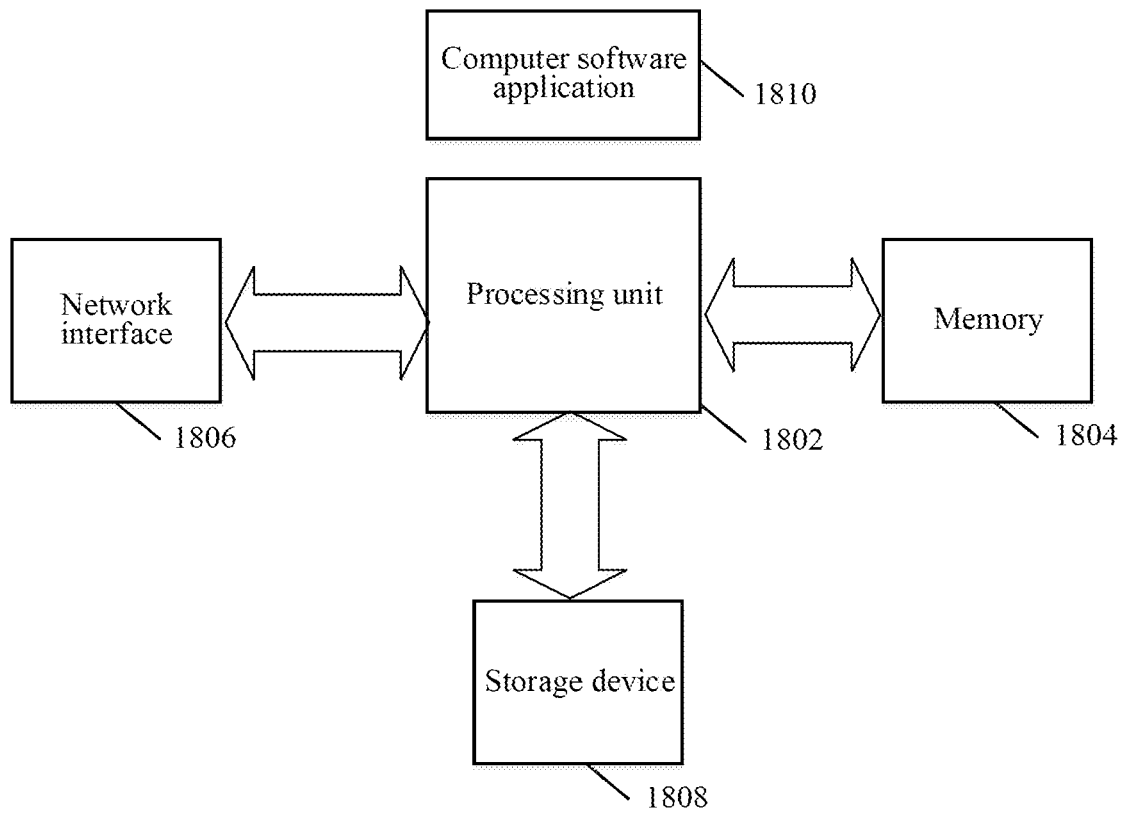 Computer software
application
1810
Network
interface
Processing unit
Memory
1806
1802
1804
Storage device
1808